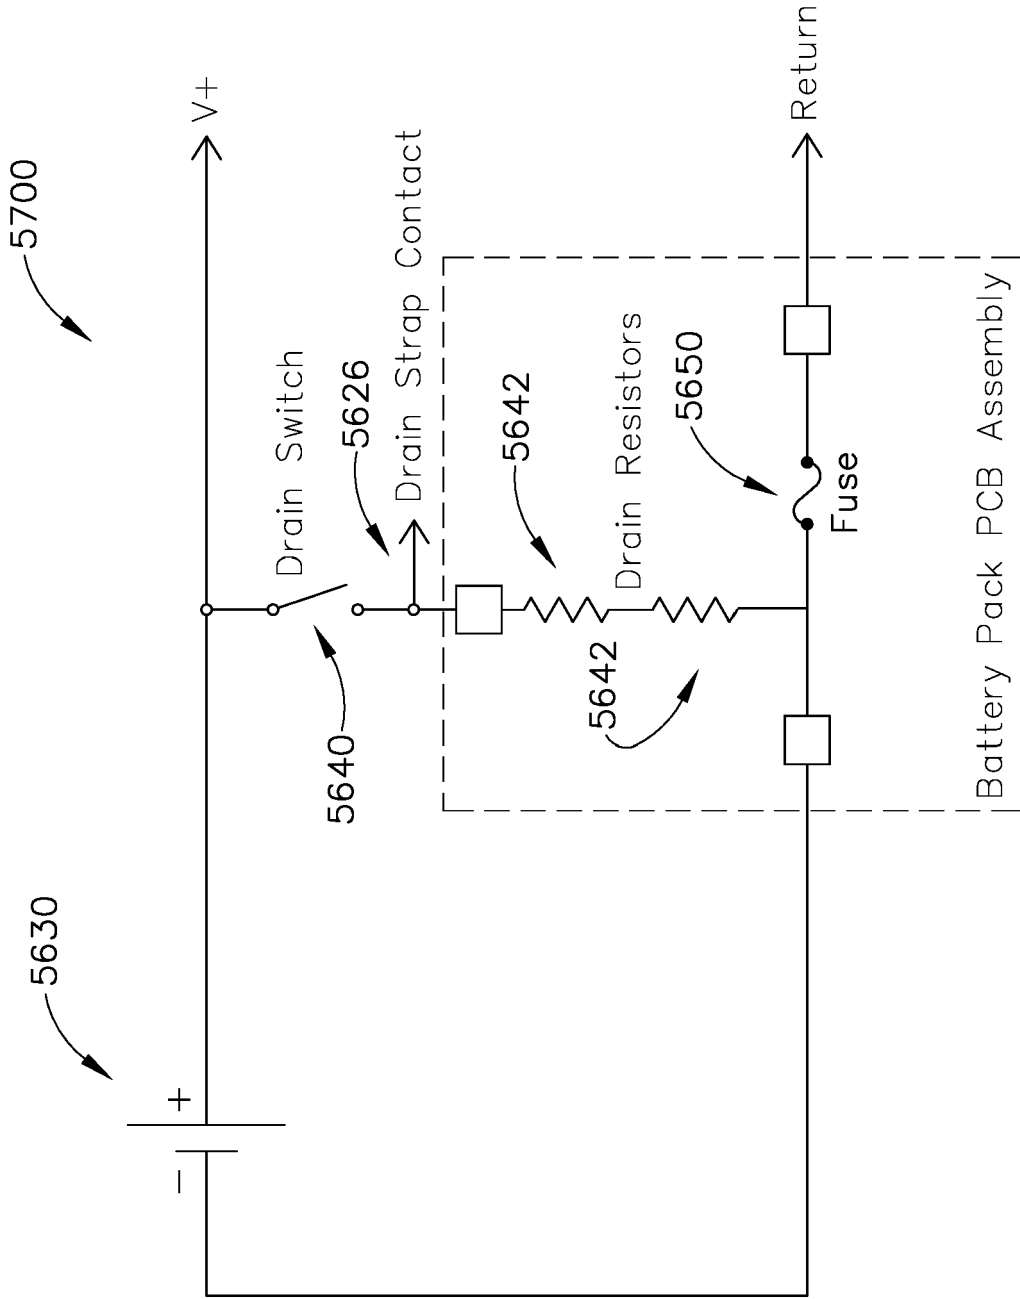 5700
V+
5630
+
−
Drain Switch
5640
5626
Drain Strap Contact
5642
5642
Drain Resistors
5650
Fuse
Return
Battery Pack PCB Assembly